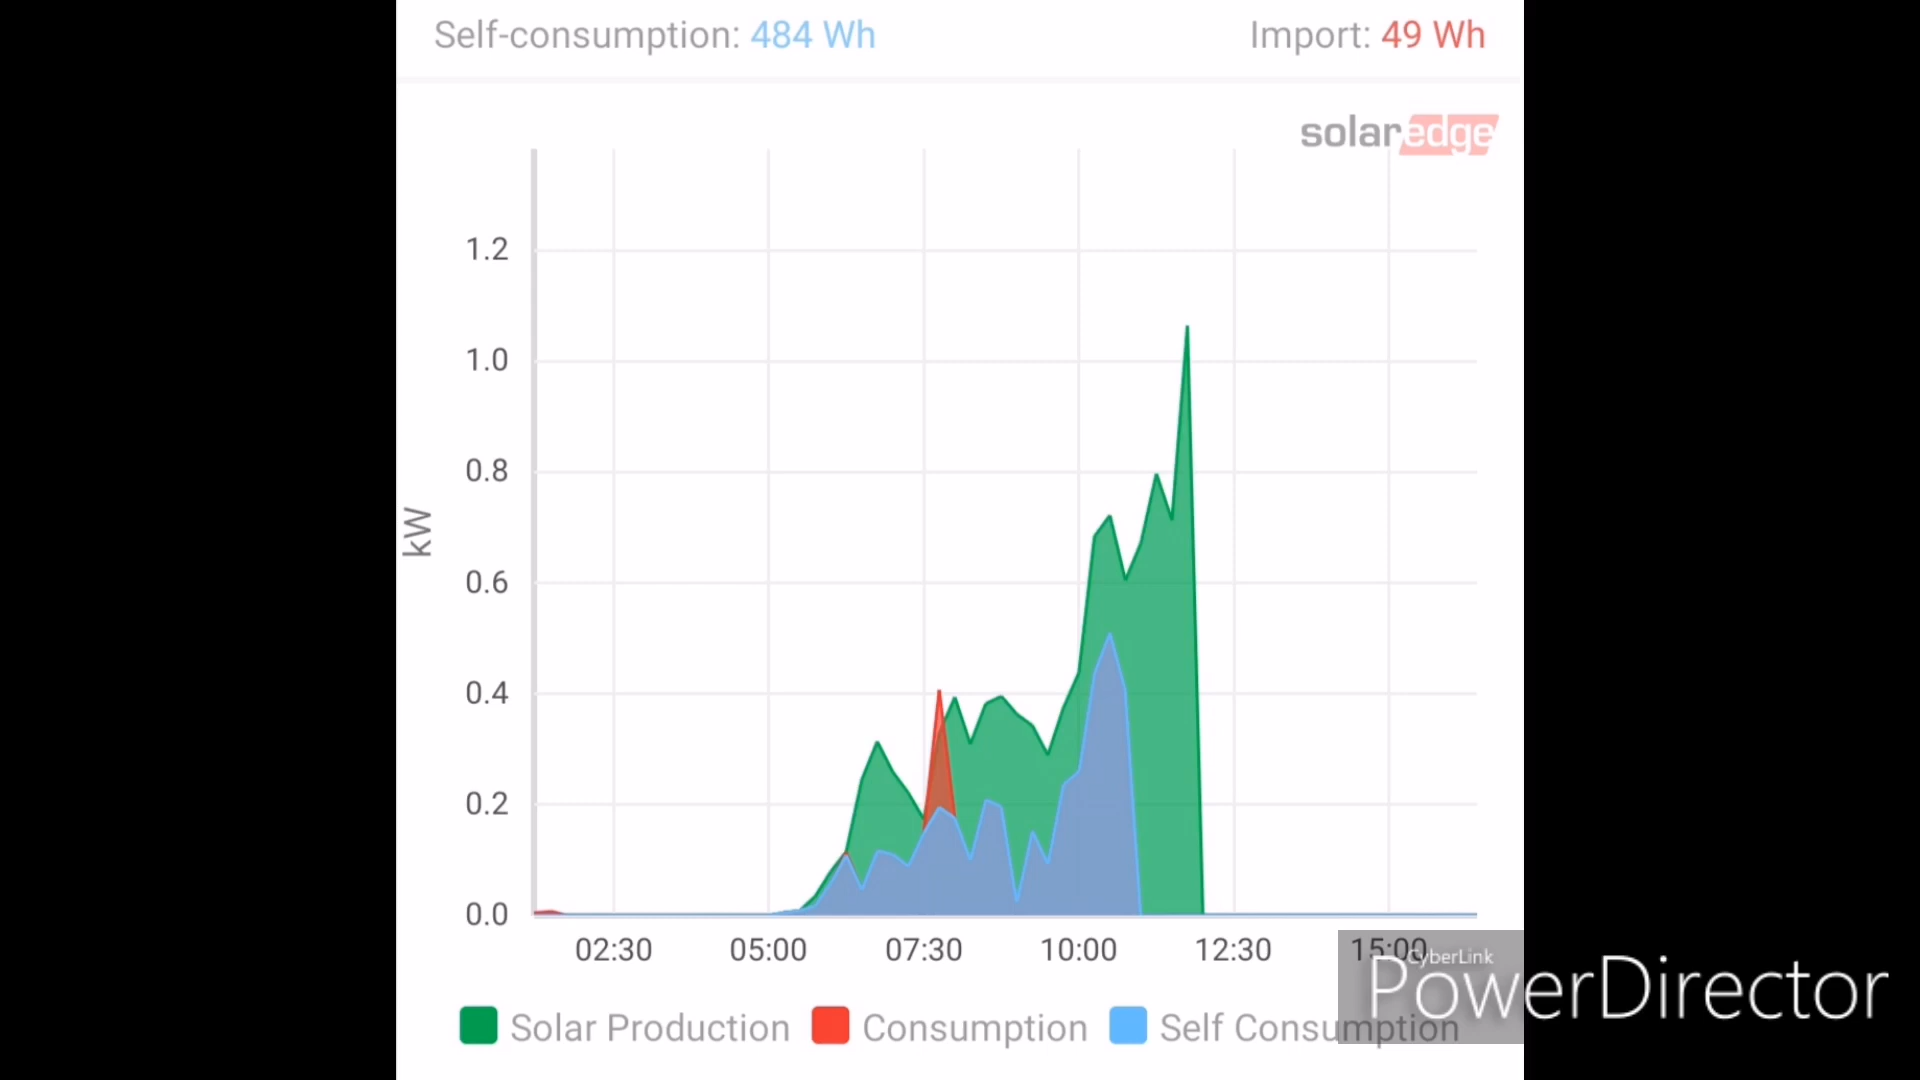 Self-consumption: 484 Wh Import: 49 Wh
solaredge
kW
1.2
1.0
0.8
0.6
0.4
0.2
0.0
02:30 05:00 07:30 10:00 12:30 15:00
CyberLink
PowerDirector
Solar Production Consumption Self Consumption